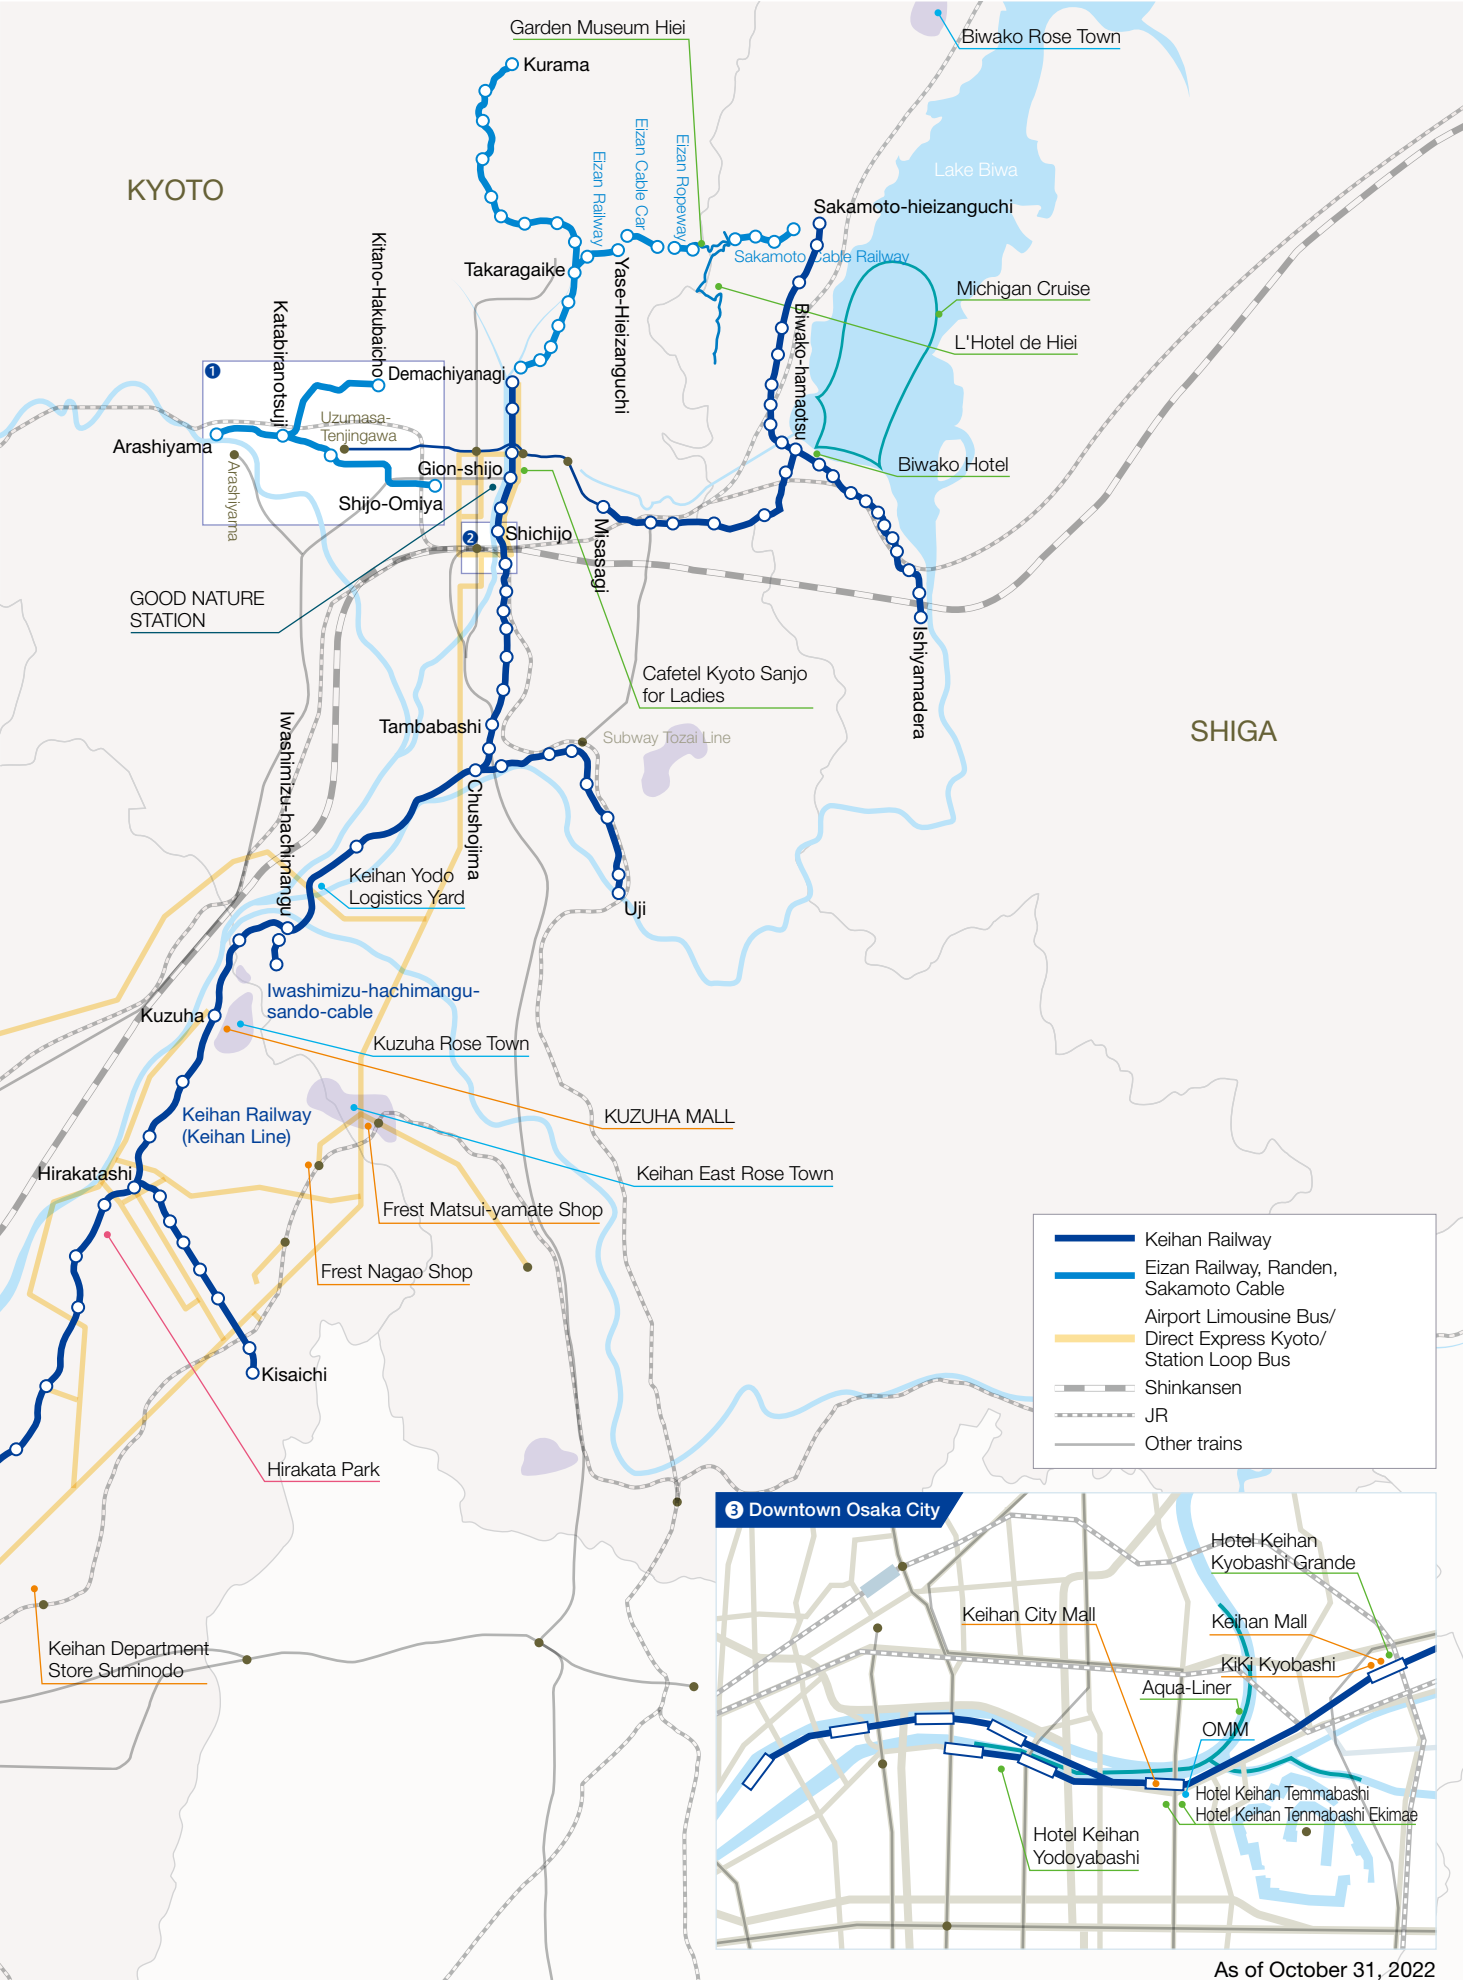 Garden Museum Hiei
Biwako Rose Town
Kurama
Eizan Railway
Eizan Cable Car
Eizan Ropeway
Lake Biwa
KYOTO
Sakamoto-hieizanguchi
Kitano-Hakubaicho
Takaragaike
Yase-Hieizanguchi
Sakamoto Cable Railway
Michigan Cruise
Katabiranotsuji
Biwako-hamaotsu
L'Hotel de Hiei
1
Demachiyanagi
Uzumasa-
Tenjingawa
Arashiyama
Arashiyama
Gion-shijo
Biwako Hotel
Shijo-Omiya
2
Shichijo
Misasagi
GOOD NATURE
STATION
Ishiyamadera
Cafetel Kyoto Sanjo
for Ladies
Iwashimizu-hachimangu
Tambabashi
Subway Tozai Line
SHIGA
Chushojima
Keihan Yodo
Logistics Yard
Uji
Iwashimizu-hachimangu-
sando-cable
Kuzuha
Kuzuha Rose Town
Keihan Railway
(Keihan Line)
KUZUHA MALL
Hirakatashi
Keihan East Rose Town
Frest Matsui-yamate Shop
Frest Nagao Shop
Keihan Railway
Eizan Railway, Randen,
Sakamoto Cable
Airport Limousine Bus/
Direct Express Kyoto/
Station Loop Bus
Shinkansen
JR
Other trains
Kisaichi
Hirakata Park
3 Downtown Osaka City
Hotel Keihan
Kyobashi Grande
Keihan City Mall
Keihan Mall
KiKi Kyobashi
Aqua-Liner
OMM
Keihan Department
Store Suminodo
Hotel Keihan Temmabashi
Hotel Keihan Tenmabashi Ekimae
Hotel Keihan
Yodoyabashi
As of October 31, 2022